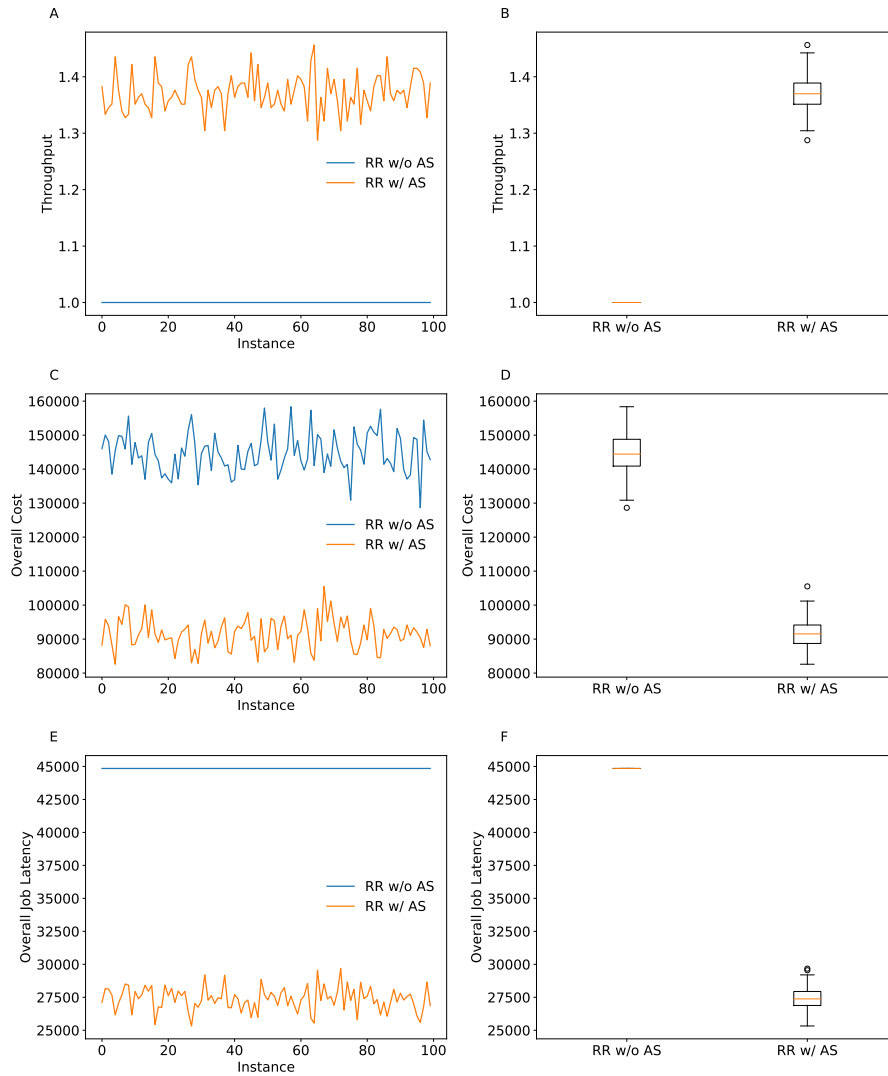 A
Throughput
1.4
1.3
1.2
1.1
1.0
RR w/o AS
RR w/ AS
0
20
40
60
80
100
Instance
B
Throughput
1.4
1.3
1.2
1.1
1.0
RR w/o AS
RR w/ AS
C
Overall Cost
160000
150000
140000
130000
120000
110000
100000
90000
80000
RR w/o AS
RR w/ AS
0
20
40
60
80
100
Instance
D
Overall Cost
160000
150000
140000
130000
120000
110000
100000
90000
80000
RR w/o AS
RR w/ AS
E
Overall Job Latency
45000
42500
40000
37500
35000
32500
30000
27500
25000
RR w/o AS
RR w/ AS
0
20
40
60
80
100
Instance
F
Overall Job Latency
45000
42500
40000
37500
35000
32500
30000
27500
25000
RR w/o AS
RR w/ AS